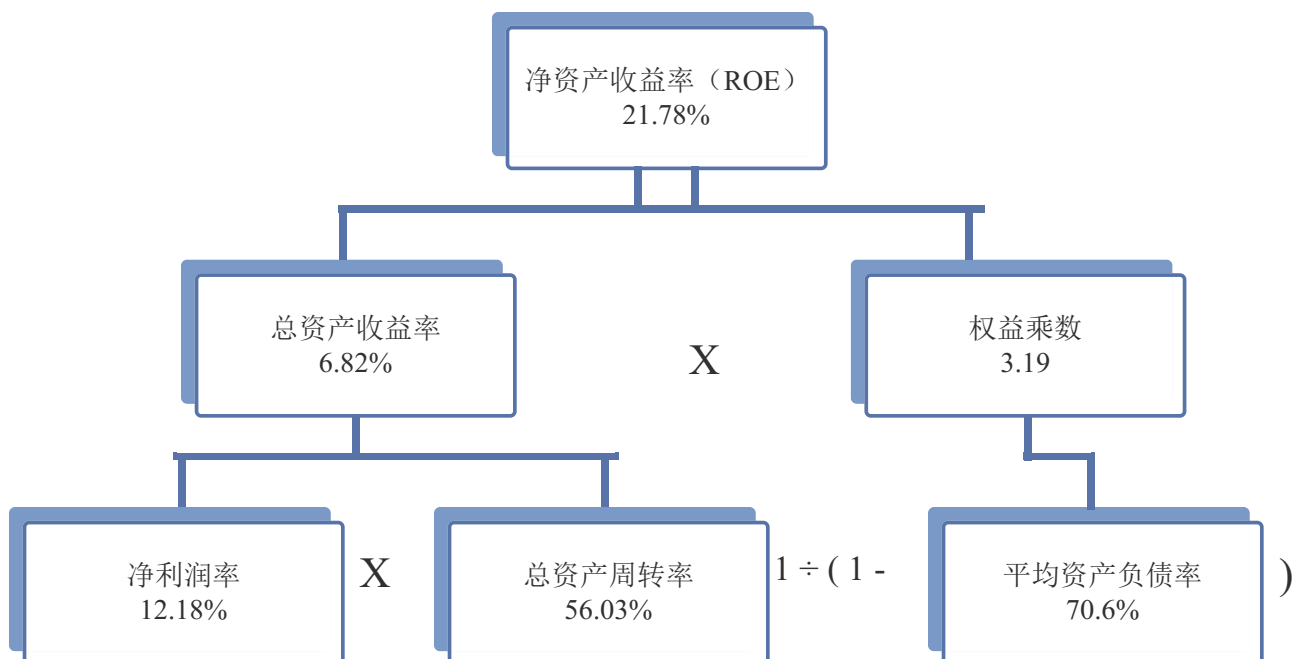 净资产收益率（ROE）
21.78%
总资产收益率
6.82%
X
权益乘数
3.19
净利润率
12.18%
X
总资产周转率
56.03%
1 ÷ ( 1 -
平均资产负债率
70.6%
)